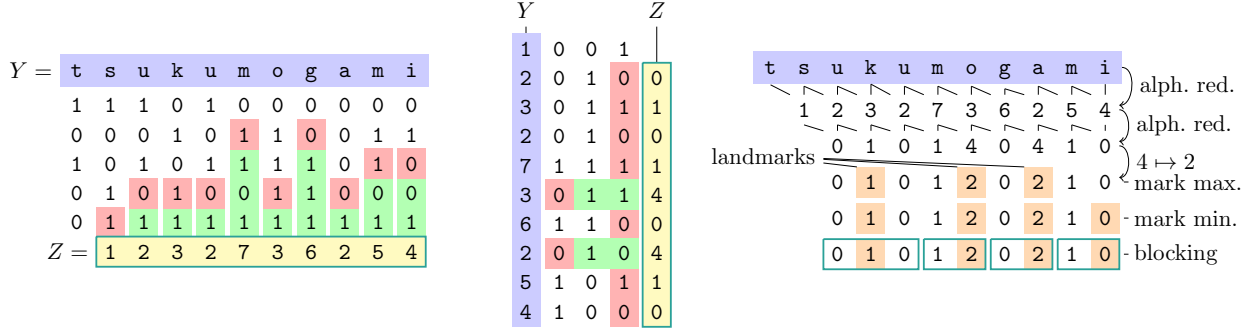 Y = t s u k u m o g a m i
1 1 1 0 1 0 0 0 0 0 0
0 0 0 1 0 1 1 0 0 1 1
1 0 1 0 1 1 1 1 0 1 0
0 1 0 1 0 0 1 1 0 0 0
0 1 1 1 1 1 1 1 1 1 1
Z = 1 2 3 2 7 3 6 2 5 4
Y Z
1 0 0 1
2 0 1 0 0
3 0 1 1 1
2 0 1 0 0
7 1 1 1 1
3 0 1 1 4
6 1 1 0 0
2 0 1 0 4
5 1 0 1 1
4 1 0 0 0
Y = t s u k u m o g a m i
alph. red.
1 2 3 2 7 3 6 2 5 4
alph. red.
0 1 0 1 4 0 4 1 0
landmarks 4 ↦ 2
0 1 0 1 2 0 2 1 0 mark max.
0 1 0 1 2 0 2 1 0 mark min.
0 1 0 1 2 0 2 1 0 blocking